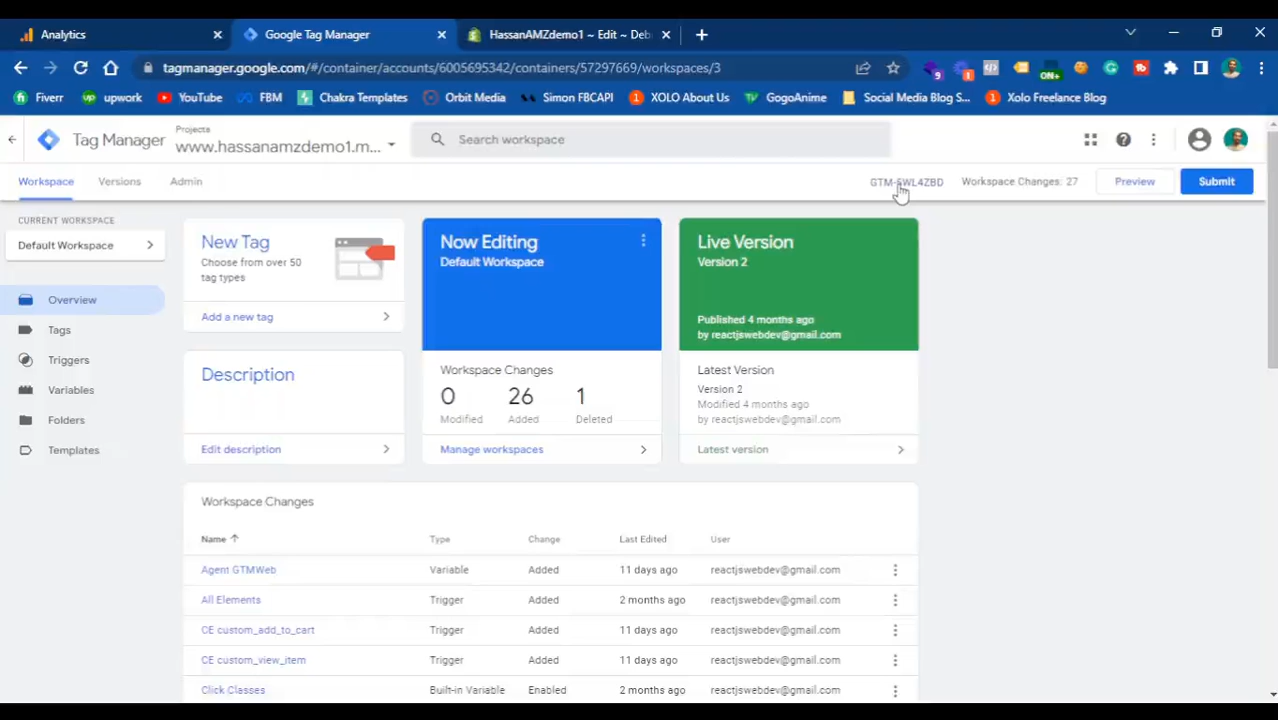 Analytics
Google Tag Manager
HassanAMZdemo1 ~ Edit ~ Deb
tagmanager.google.com/#/container/accounts/6005695342/containers/57297669/workspaces/3
9
1
ON+
Fiverr
upwork
YouTube
FBM
Chakra Templates
Orbit Media
Simon FBCAPI
XOLO About Us
GogoAnime
Social Media Blog S...
Xolo Freelance Blog
Tag Manager
Projects
www.hassanamzdemo1.m...
Search workspace
Workspace
Versions
Admin
GTM-5WL4ZBD
Workspace Changes: 27
Preview
Submit
CURRENT WORKSPACE
Default Workspace
Overview
Tags
Triggers
Variables
Folders
Templates
New Tag
Choose from over 50
tag types
Add a new tag
Description
Edit description
Now Editing
Default Workspace
Workspace Changes
0 26 1
Modified Added Deleted
Manage workspaces
Live Version
Version 2
Published 4 months ago
by reactjswebdev@gmail.com
Latest Version
Version 2
Modified 4 months ago
by reactjswebdev@gmail.com
Latest version
Workspace Changes
Name Type Change Last Edited User
Agent GTMWeb Variable Added 11 days ago reactjswebdev@gmail.com
All Elements Trigger Added 2 months ago reactjswebdev@gmail.com
CE custom_add_to_cart Trigger Added 11 days ago reactjswebdev@gmail.com
CE custom_view_item Trigger Added 11 days ago reactjswebdev@gmail.com
Click Classes Built-in Variable Enabled 2 months ago reactjswebdev@gmail.com